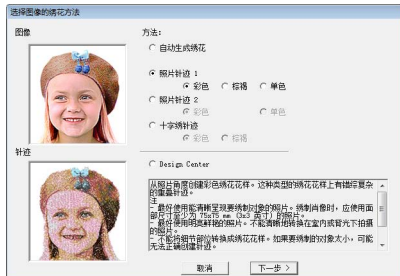 选择图像的绣花方法
图像
方法：
自动生成绣花
照片针迹 1
彩色 棕褐 单色
照片针迹 2
彩色 单色
十字绣针迹
彩色 棕褐
针迹
Design Center
从照片角度创建彩色绣花花样。这种类型的绣花花样上有错综复杂
的重叠针迹。
注
- 最好使用能清晰呈现要绣制对象的照片。绣制肖像时，应使用面
部尺寸至少为 75x75 mm (3x3 英寸) 的照片。
- 最好使用明亮鲜艳的照片。不能清晰地转换在室内或背光下拍摄
的照片。
- 不能将细节部位转换成绣花花样。如果要绣制的对象太小，可能
无法正确创建针迹。
取消 下一步 >